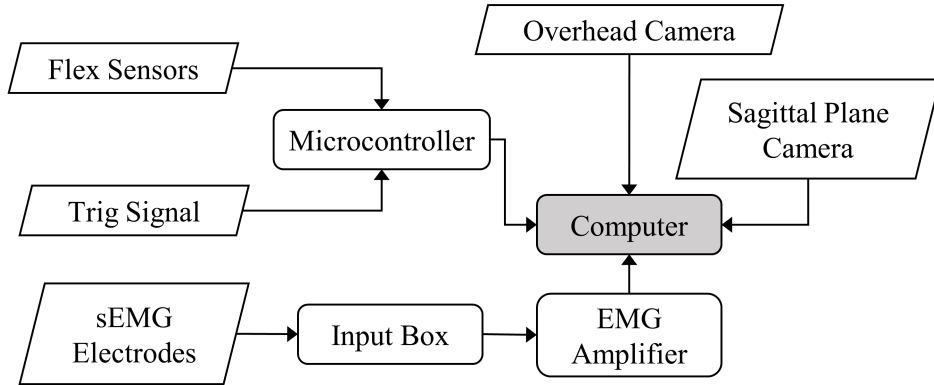 Overhead Camera
Flex Sensors
Sagittal Plane
Camera
Microcontroller
Trig Signal
Computer
sEMG
Electrodes
Input Box
EMG
Amplifier